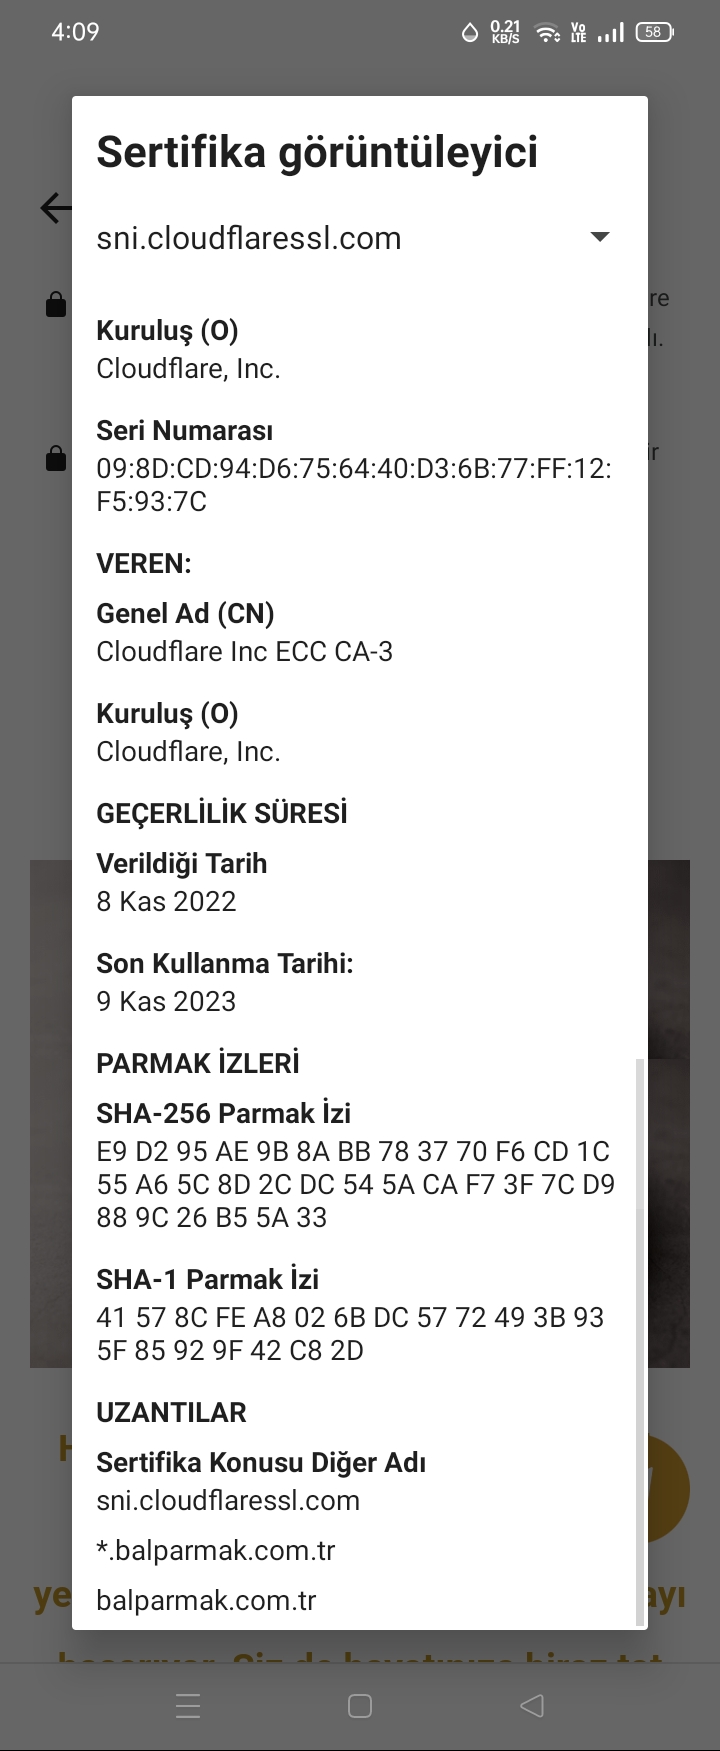 4:09
0.21
KB/S
Vo
LTE
58
Sertifika görüntüleyici
sni.cloudflaressl.com
re
Kuruluş (O)
Cloudflare, Inc.
Seri Numarası
09:8D:CD:94:D6:75:64:40:D3:6B:77:FF:12:
F5:93:7C
VEREN:
Genel Ad (CN)
Cloudflare Inc ECC CA-3
Kuruluş (O)
Cloudflare, Inc.
GEÇERLİLİK SÜRESİ
Verildiği Tarih
8 Kas 2022
Son Kullanma Tarihi:
9 Kas 2023
PARMAK İZLERİ
SHA-256 Parmak İzi
E9 D2 95 AE 9B 8A BB 78 37 70 F6 CD 1C
55 A6 5C 8D 2C DC 54 5A CA F7 3F 7C D9
88 9C 26 B5 5A 33
SHA-1 Parmak İzi
41 57 8C FE A8 02 6B DC 57 72 49 3B 93
5F 85 92 9F 42 C8 2D
UZANTILAR
Sertifika Konusu Diğer Adı
sni.cloudflaressl.com
*.balparmak.com.tr
balparmak.com.tr
ye
ayı